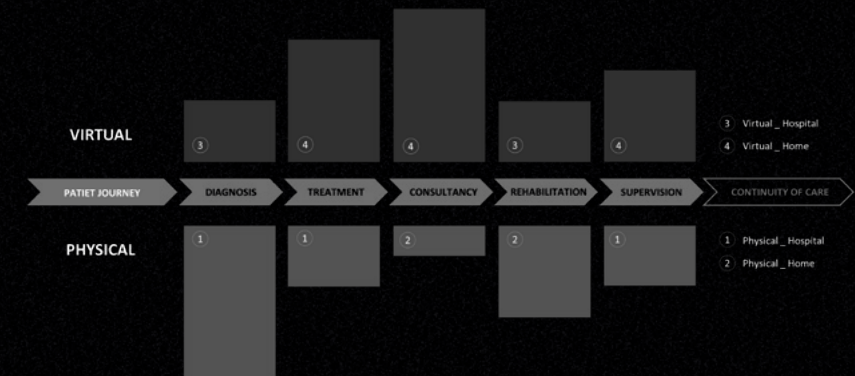 3
4
4
3
4
VIRTUAL
3 Virtual _ Hospital
4 Virtual _ Home
PATIET JOURNEY
DIAGNOSIS
TREATMENT
CONSULTANCY
REHABILITATION
SUPERVISION
CONTINUITY OF CARE
PHYSICAL
1
1
2
2
1
1 Physical _ Hospital
2 Physical _ Home